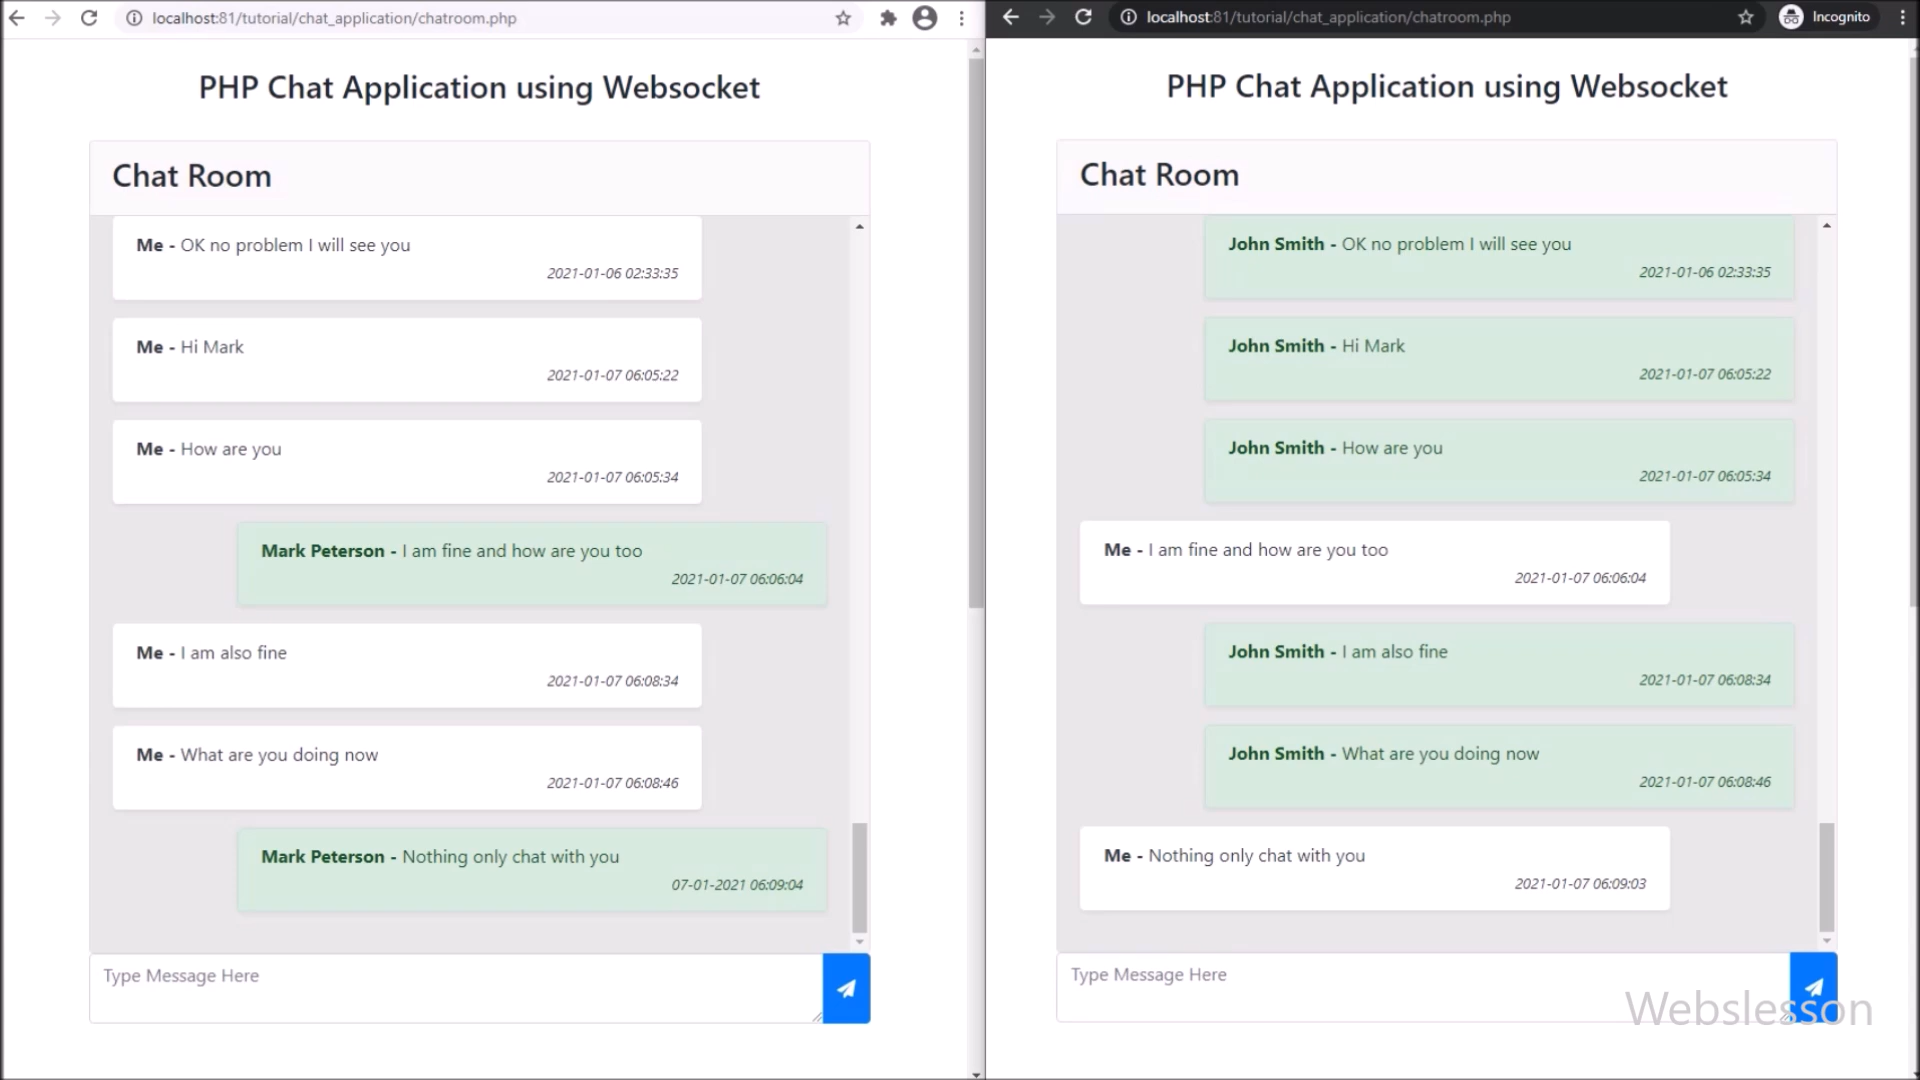 localhost:81/tutorial/chat_application/chatroom.php
PHP Chat Application using Websocket
Chat Room
Me - OK no problem I will see you
2021-01-06 02:33:35
Me - Hi Mark
2021-01-07 06:05:22
Me - How are you
2021-01-07 06:05:34
Mark Peterson - I am fine and how are you too
2021-01-07 06:06:04
Me - I am also fine
2021-01-07 06:08:34
Me - What are you doing now
2021-01-07 06:08:46
Mark Peterson - Nothing only chat with you
07-01-2021 06:09:04
Type Message Here
localhost:81/tutorial/chat_application/chatroom.php
Incognito
PHP Chat Application using Websocket
Chat Room
John Smith - OK no problem I will see you
2021-01-06 02:33:35
John Smith - Hi Mark
2021-01-07 06:05:22
John Smith - How are you
2021-01-07 06:05:34
Me - I am fine and how are you too
2021-01-07 06:06:04
John Smith - I am also fine
2021-01-07 06:08:34
John Smith - What are you doing now
2021-01-07 06:08:46
Me - Nothing only chat with you
2021-01-07 06:09:03
Type Message Here
Webslesson